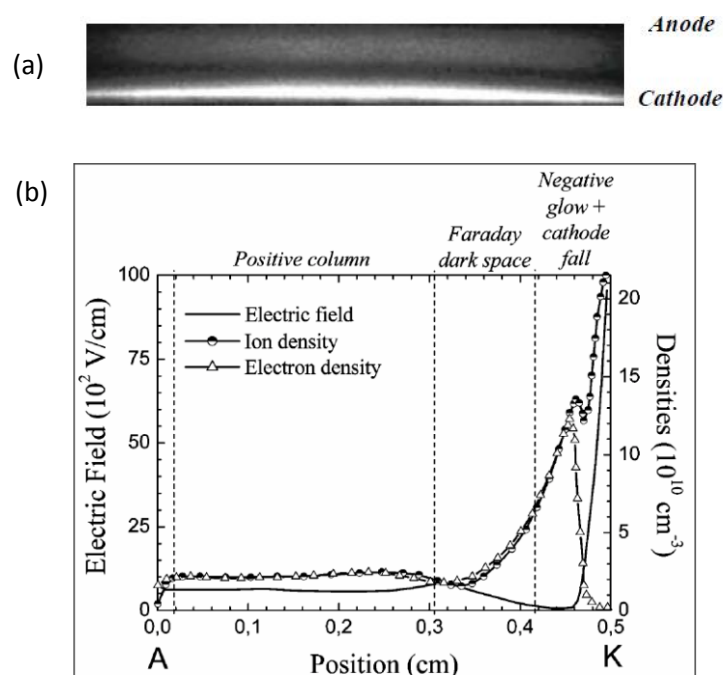 (a)
Anode
Cathode
(b)
Negative
glow +
cathode
fall
Faraday
dark space
Positive column
Electric field
Ion density
Electron density
Electric Field (10² V/cm)
100
75
50
25
0
Densities (10¹⁰ cm⁻³)
20
15
10
5
0
0,0 0,1 0,2 0,3 0,4 0,5
A Position (cm) K